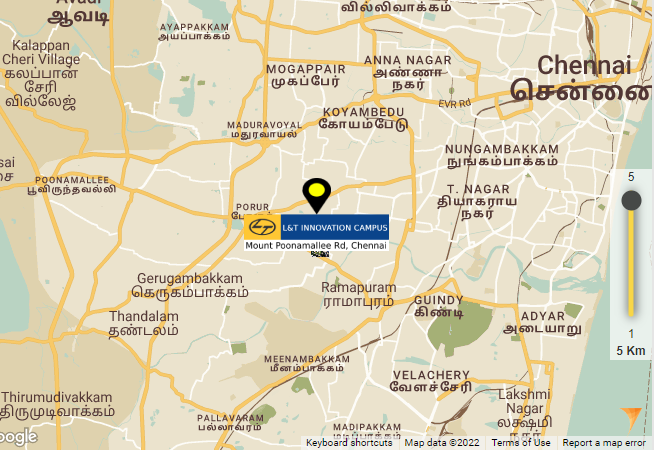 Avadi
ஆவடி
வில்லிவாக்கம்
AYAPPAKKAM
அயப்பாக்கம்
Kalappan
Cheri Village
கலப்பான
சேரி
வில்லேஜ்
MOGAPPAIR
முகப்பேர்
ANNA NAGAR
அண்ணா
நகர்
Chennai
சென்னை
EVR Rd
KOYAMBEDU
கோயம்பேடு
MADURAVOYAL
மதுரவாயல்
NUNGAMBAKKAM
நுங்கம்பாக்கம்
POONAMALLEE
பூவிருந்தவல்லி
T. NAGAR
தியாகராய
நகர்
5
PORUR
L&T INNOVATION CAMPUS
Mount Poonamallee Rd, Chennai
Gerugambakkam
கெருகம்பாக்கம்
Ramapuram
ராமாபுரம்
GUINDY
கிண்டி
Thandalam
தண்டலம்
ADYAR
அடையாறு
1
5 Km
MEENAMBAKKAM
மீனம்பாக்கம்
VELACHERY
வேளச்சேரி
Thirumudivakkam
திருமுடிவாக்கம்
Lakshmi
Nagar
லக்ஷ்மி
நகர்
PALLAVARAM
பல்லாவரம்
MADIPAKKAM
மடிப்பாக்கம்
Keyboard shortcuts Map data ©2022 Terms of Use Report a map error